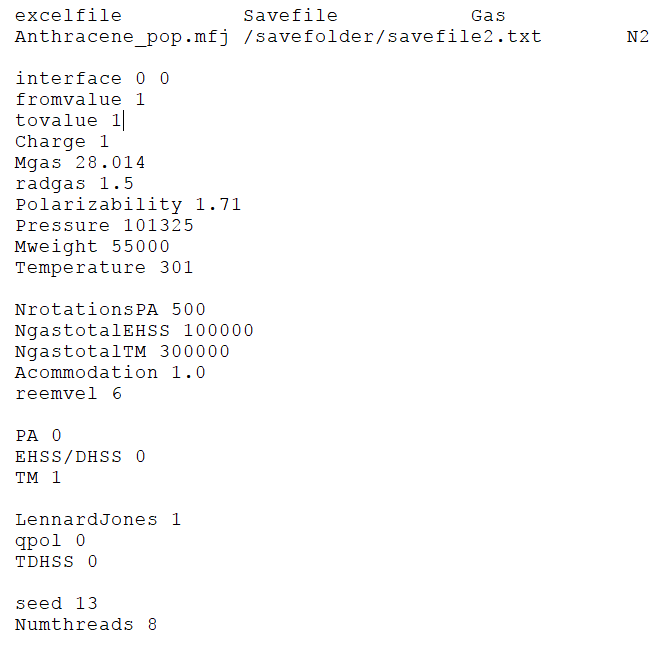 excelfile Savefile Gas
Anthracene_pop.mfj /savefolder/savefile2.txt N2
interface 0 0
fromvalue 1
tovalue 1
Charge 1
Mgas 28.014
radgas 1.5
Polarizability 1.71
Pressure 101325
Mweight 55000
Temperature 301
NrotationsPA 500
NgastotalEHSS 100000
NgastotalTM 300000
Acommodation 1.0
reemvel 6
PA 0
EHSS/DHSS 0
TM 1
LennardJones 1
qpol 0
TDHSS 0
seed 13
Numthreads 8